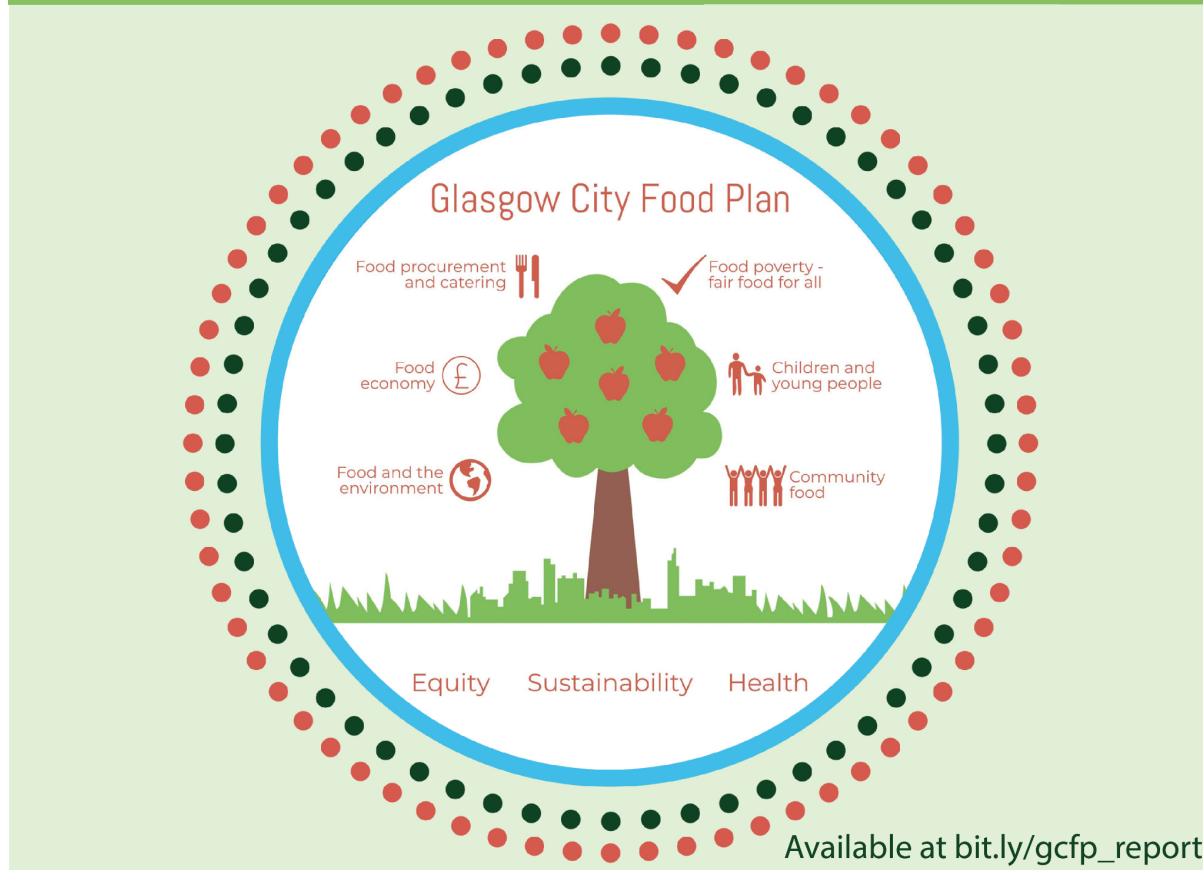 Glasgow City Food Plan
Food procurement
and catering
Food poverty -
fair food for all
Food
economy
£
Children and
young people
Food and the
environment
Community
food
Equity Sustainability Health
Available at bit.ly/gcfp_report